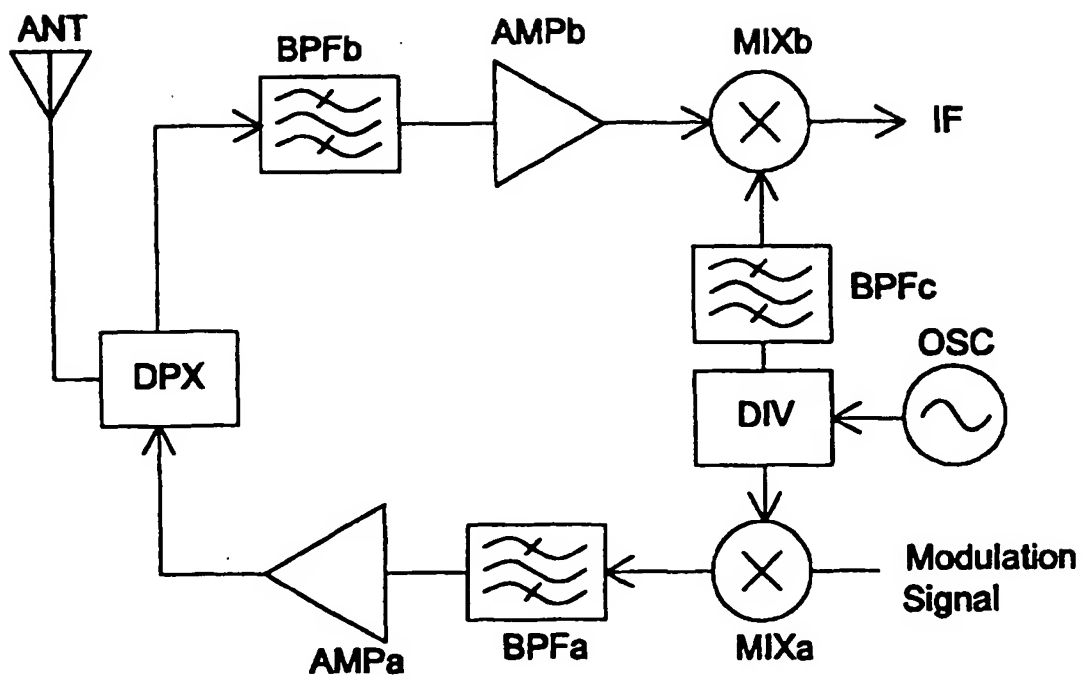 ANT
BPFb
AMPb
MIXb
IF
BPFc
OSC
DPX
DIV
Modulation
Signal
AMPa
BPFa
MIXa